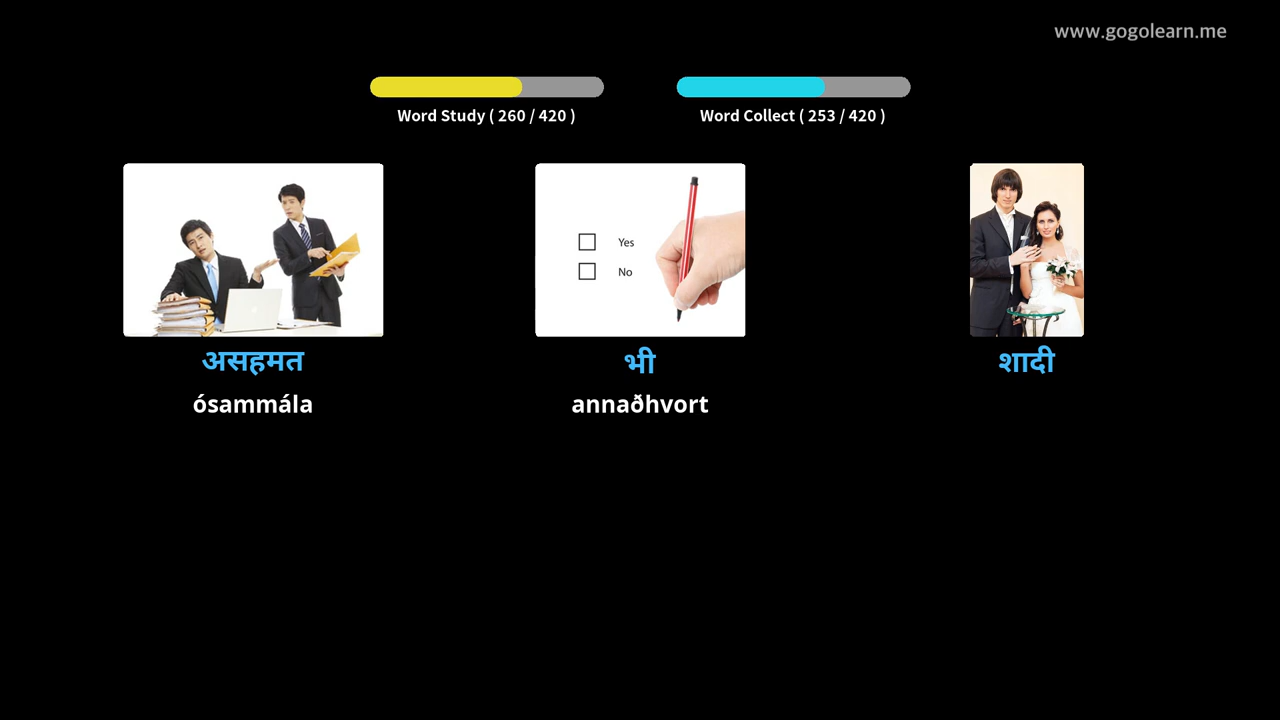 www.gogolearn.me
Word Study ( 260 / 420 )
Word Collect ( 253 / 420 )
Yes
No
असहमत
भी
शादी
ósammála
annaðhvort